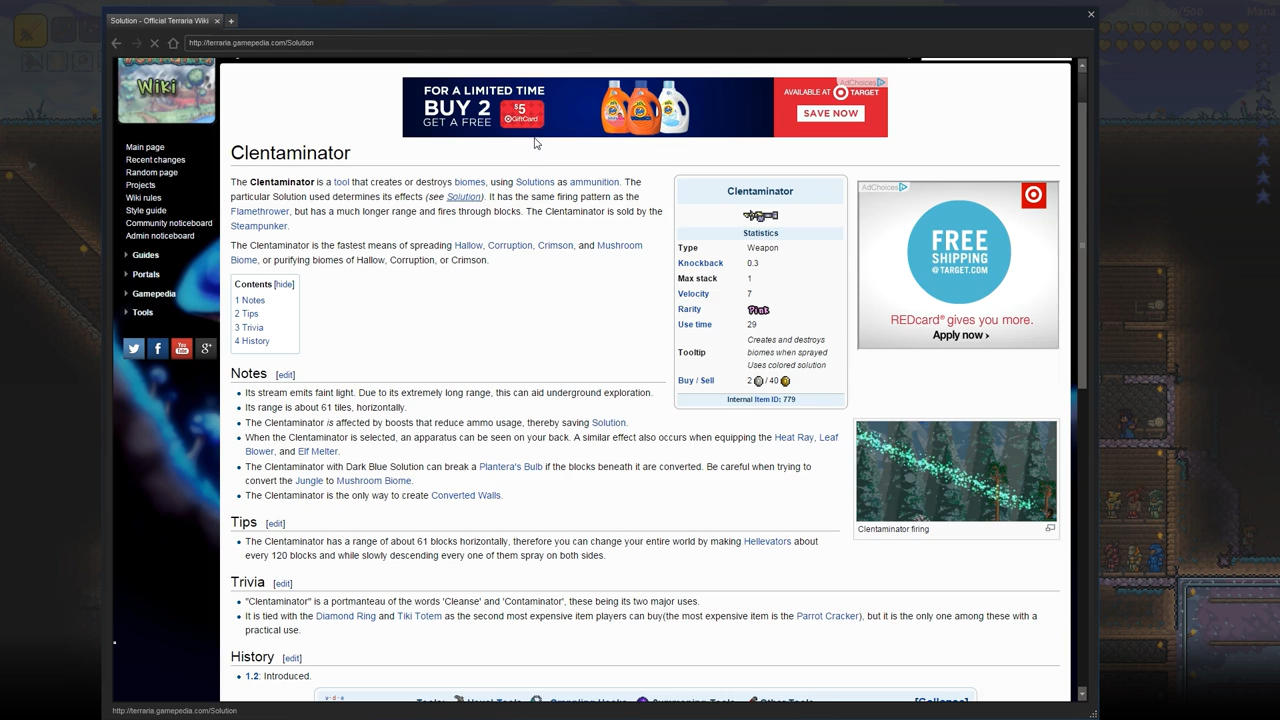 Solution - Official Terraria Wiki
http://terraria.gamepedia.com/Solution
Wiki
FOR A LIMITED TIME
BUY 2
GET A FREE
$5
GiftCard
AVAILABLE AT TARGET
SAVE NOW
AdChoices
Main page
Recent changes
Random page
Projects
Wiki rules
Style guide
Community noticeboard
Admin noticeboard
Guides
Portals
Gamepedia
Tools
Clentaminator
The Clentaminator is a tool that creates or destroys biomes, using Solutions as ammunition. The
particular Solution used determines its effects (see Solution). It has the same firing pattern as the
Flamethrower, but has a much longer range and fires through blocks. The Clentaminator is sold by the
Steampunker.
The Clentaminator is the fastest means of spreading Hallow, Corruption, Crimson, and Mushroom
Biome, or purifying biomes of Hallow, Corruption, or Crimson.
Contents [hide]
1 Notes
2 Tips
3 Trivia
4 History
Clentaminator
Statistics
Type Weapon
Knockback 0.3
Max stack 1
Velocity 7
Rarity Pink
Use time 29
Tooltip Creates and destroys
biomes when sprayed
Uses colored solution
Buy / Sell 2 / 40
Internal Item ID: 779
AdChoices
FREE
SHIPPING
@TARGET.COM
REDcard® gives you more.
Apply now ›
Notes [edit]
Its stream emits faint light. Due to its extremely long range, this can aid underground exploration.
Its range is about 61 tiles, horizontally.
The Clentaminator is affected by boosts that reduce ammo usage, thereby saving Solution.
When the Clentaminator is selected, an apparatus can be seen on your back. A similar effect also occurs when equipping the Heat Ray, Leaf
Blower, and Elf Melter.
The Clentaminator with Dark Blue Solution can break a Plantera's Bulb if the blocks beneath it are converted. Be careful when trying to
convert the Jungle to Mushroom Biome.
The Clentaminator is the only way to create Converted Walls.
Clentaminator firing
Tips [edit]
The Clentaminator has a range of about 61 blocks horizontally, therefore you can change your entire world by making Hellevators about
every 120 blocks and while slowly descending every one of them spray on both sides.
Trivia [edit]
"Clentaminator" is a portmanteau of the words 'Cleanse' and 'Contaminator', these being its two major uses.
It is tied with the Diamond Ring and Tiki Totem as the second most expensive item players can buy(the most expensive item is the Parrot Cracker), but it is the only one among these with a
practical use.
History [edit]
1.2: Introduced.
v · d · e
[Collapse]
http://terraria.gamepedia.com/Solution